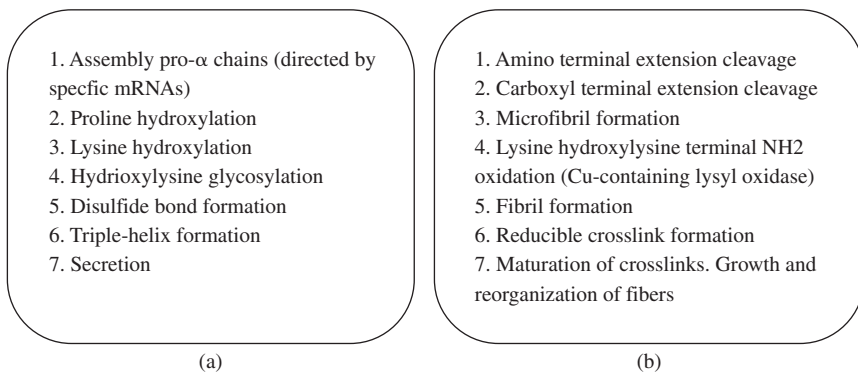 1. Assembly pro-α chains (directed by
specfic mRNAs)
2. Proline hydroxylation
3. Lysine hydroxylation
4. Hydrioxylysine glycosylation
5. Disulfide bond formation
6. Triple-helix formation
7. Secretion
(a)
1. Amino terminal extension cleavage
2. Carboxyl terminal extension cleavage
3. Microfibril formation
4. Lysine hydroxylysine terminal NH2
oxidation (Cu-containing lysyl oxidase)
5. Fibril formation
6. Reducible crosslink formation
7. Maturation of crosslinks. Growth and
reorganization of fibers
(b)